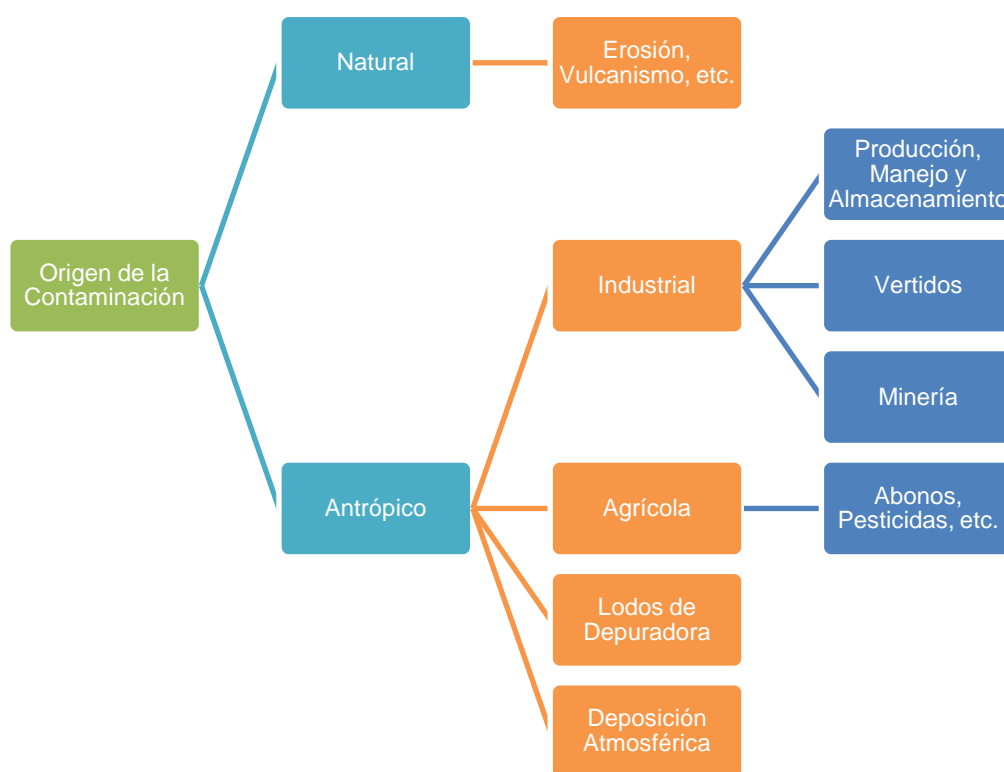 Natural
Erosión,
Vulcanismo, etc.
Producción,
Manejo y
Almacenamiento
Origen de la
Contaminación
Industrial
Vertidos
Minería
Antrópico
Agrícola
Abonos,
Pesticidas, etc.
Lodos de
Depuradora
Deposición
Atmosférica